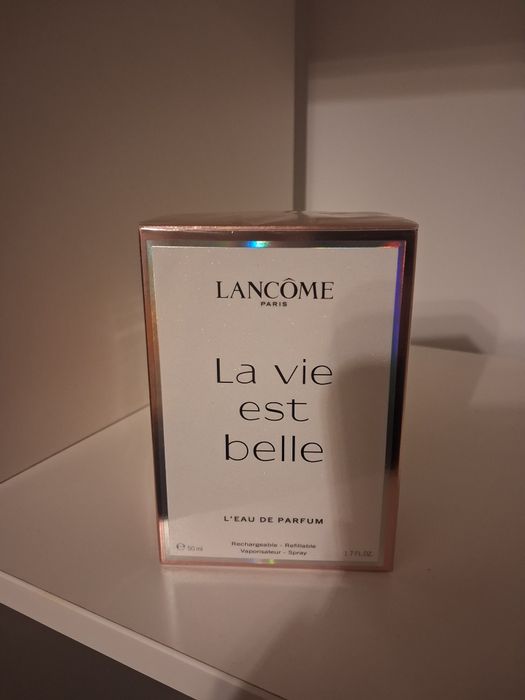 LANCÔME
PARIS
La vie
est
belle
L'EAU DE PARFUM
Rechargeable - Refillable
Vaporisateur - Spray
℮ 50 ml
1.7 FL.OZ.